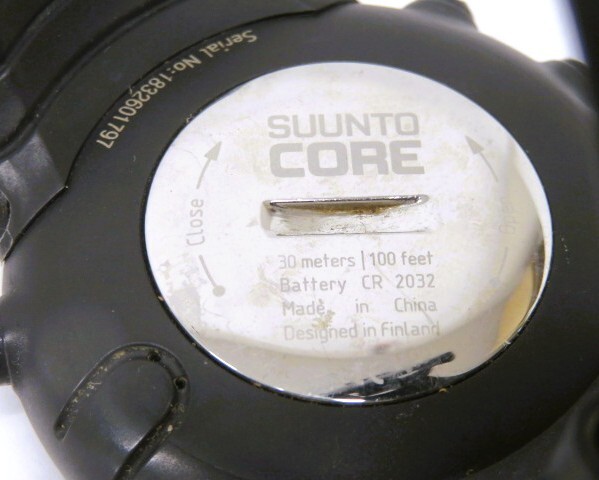 Serial No:1832601797
SUUNTO
CORE
Close
30 meters | 100 feet
Battery CR 2032
Made in China
Designed in Finland